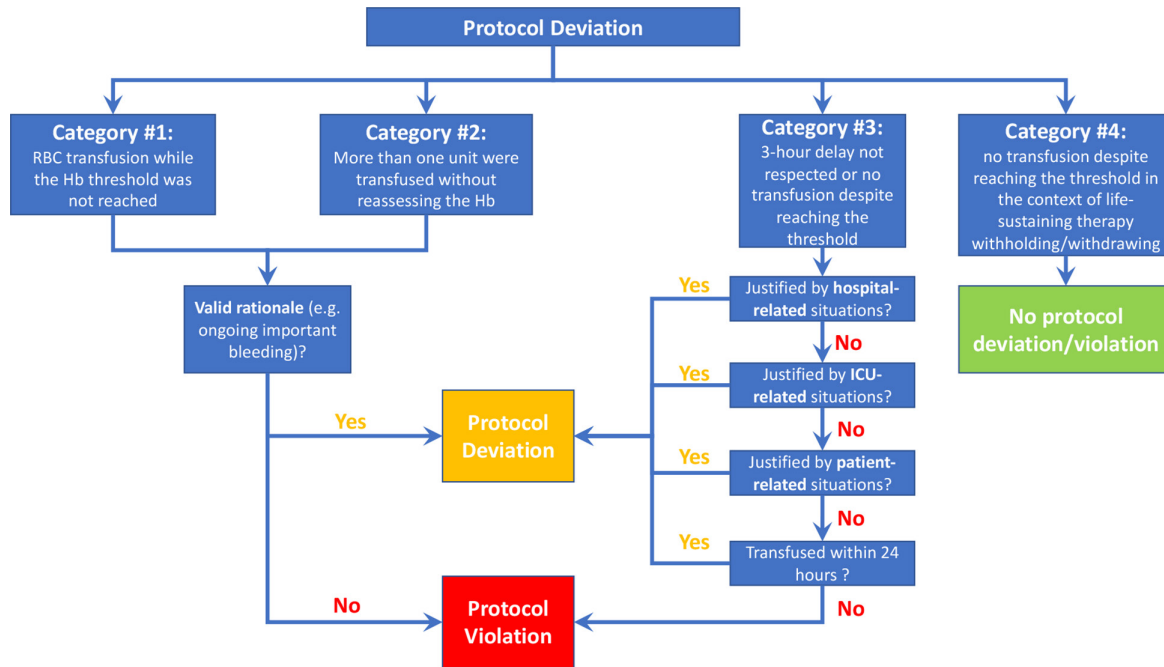 Protocol Deviation
Category #1:
RBC transfusion while
the Hb threshold was
not reached
Category #2:
More than one unit were
transfused without
reassessing the Hb
Category #3:
3-hour delay not
respected or no
transfusion despite
reaching the
threshold
Category #4:
no transfusion despite
reaching the threshold in
the context of life-
sustaining therapy
withholding/withdrawing
Valid rationale (e.g.
ongoing important
bleeding)?
Yes
Justified by hospital-
related situations?
No protocol
deviation/violation
No
Yes
Justified by ICU-
related situations?
Yes
Protocol
Deviation
No
Yes
Justified by patient-
related situations?
No
Yes
Transfused within 24
hours ?
No
Protocol
Violation
No